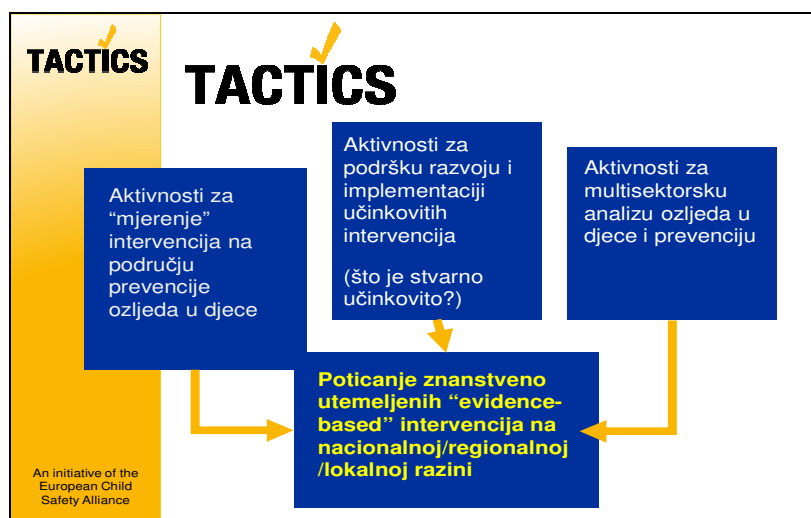 TACTICS
TACTICS
Aktivnosti za
“mjerenje”
intervencija na
području
prevencije
ozljeda u djece
Aktivnosti za
podršku razvoju i
implementaciji
učinkovitih
intervencija
(što je stvarno
učinkovito?)
Aktivnosti za
multisektorsku
analizu ozljeda u
djece i prevenciju
Poticanje znanstveno
utemeljenih “evidence-
based” intervencija na
nacionalnoj/regionalnoj
/lokalnoj razini
An initiative of the
European Child
Safety Alliance